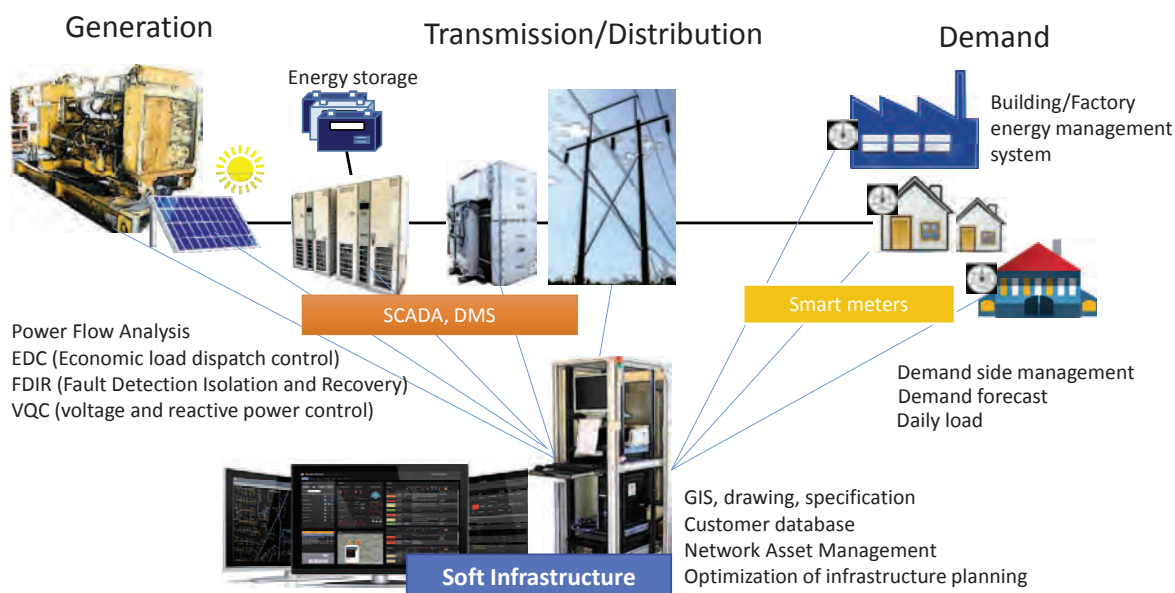 Generation
Transmission/Distribution
Demand
Energy storage
Building/Factory
energy management
system
SCADA, DMS
Smart meters
Power Flow Analysis
EDC (Economic load dispatch control)
FDIR (Fault Detection Isolation and Recovery)
VQC (voltage and reactive power control)
Demand side management
Demand forecast
Daily load
GIS, drawing, specification
Customer database
Network Asset Management
Optimization of infrastructure planning
Soft Infrastructure